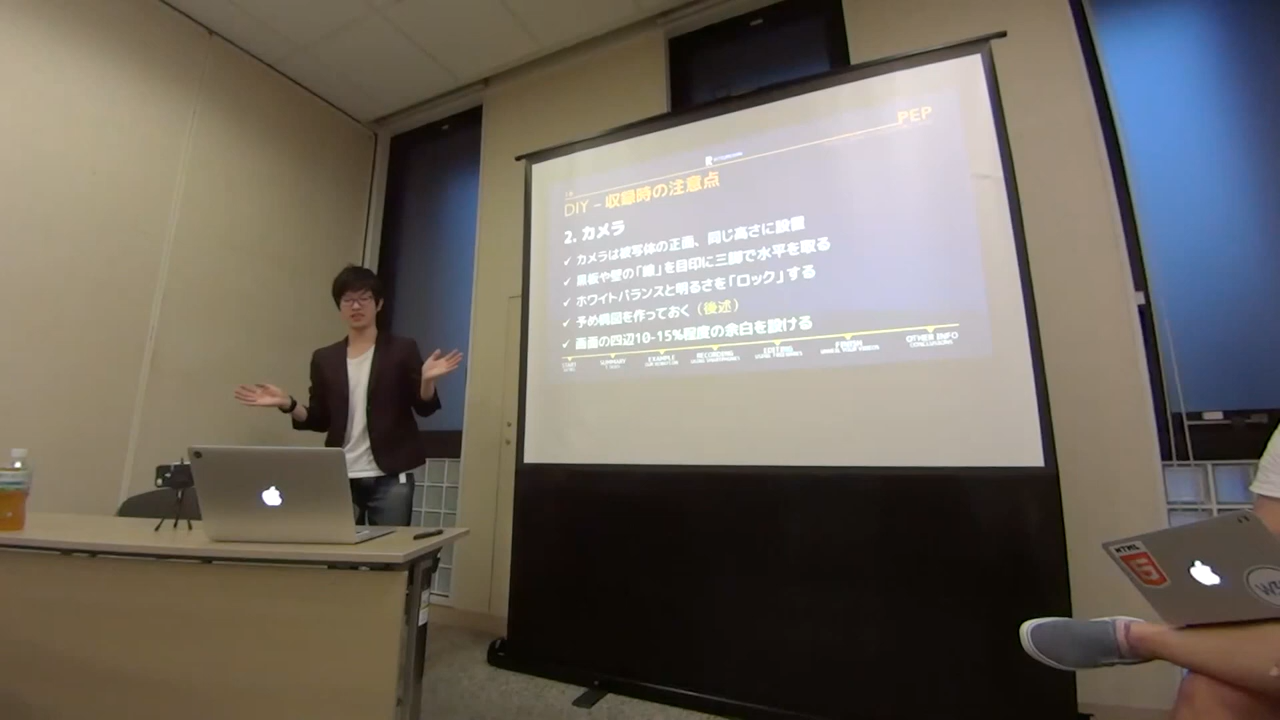 PEP
DIY - 収録時の注意点
2. カメラ
✓ カメラは被写体の正面、同じ高さに設置
✓ 黒板や壁の「線」を目印に三脚で水平を取る
✓ ホワイトバランスと明るさを「ロック」する
✓ 予め構図を作っておく（後述）
✓ 画面の四辺10-15%程度の余白を設ける
SUMMARY
EXAMPLE
RECORDING
EDITING
FINISH
OTHER INFO
CONCLUSIONS
HTML
5